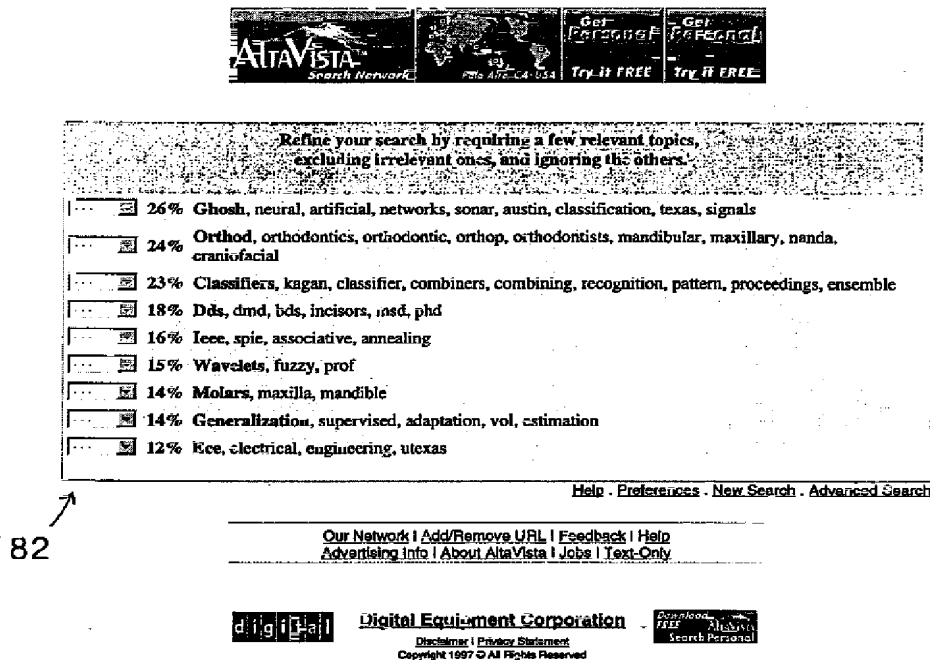 ALTAVISTA
Search Network
Palo Alto, CA - USA
Get Personal
Try it FREE
Get Personal
Try it FREE
Refine your search by requiring a few relevant topics,
excluding irrelevant ones, and ignoring the others.
... 26% Ghosh, neural, artificial, networks, sonar, austin, classification, texas, signals
... 24% Orthod, orthodontics, orthodontic, orthop, orthodontists, mandibular, maxillary, nanda,
craniofacial
... 23% Classifiers, kagan, classifier, combiners, combining, recognition, pattern, proceedings, ensemble
... 18% Dds, dmd, bds, incisors, msd, phd
... 16% Ieee, spie, associative, annealing
... 15% Wavelets, fuzzy, prof
... 14% Molars, maxilla, mandible
... 14% Generalization, supervised, adaptation, vol, estimation
... 12% Ece, electrical, engineering, utexas
Help . Preferences . New Search . Advanced Search
82
Our Network | Add/Remove URL | Feedback | Help
Advertising Info | About AltaVista | Jobs | Text-Only
digital
Digital Equipment Corporation
Download
FREE AltaVista
Search Personal
Disclaimer | Privacy Statement
Copyright 1997 © All Rights Reserved